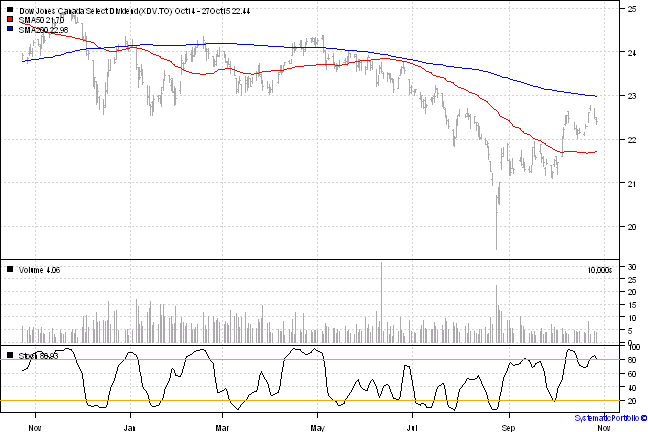 Dow Jones Canada Select Dividend(XDV.TO) Oct14 - 27Oct15 22.44
SMA50 21.70
SMA200 22.98
25
24
23
22
21
20
Volume 4.06
10,000s
30
25
20
15
10
5
0
100
80
60
40
20
Nov
Jan
Mar
May
Jul
Sep
Nov
SystematicPortfolio ©